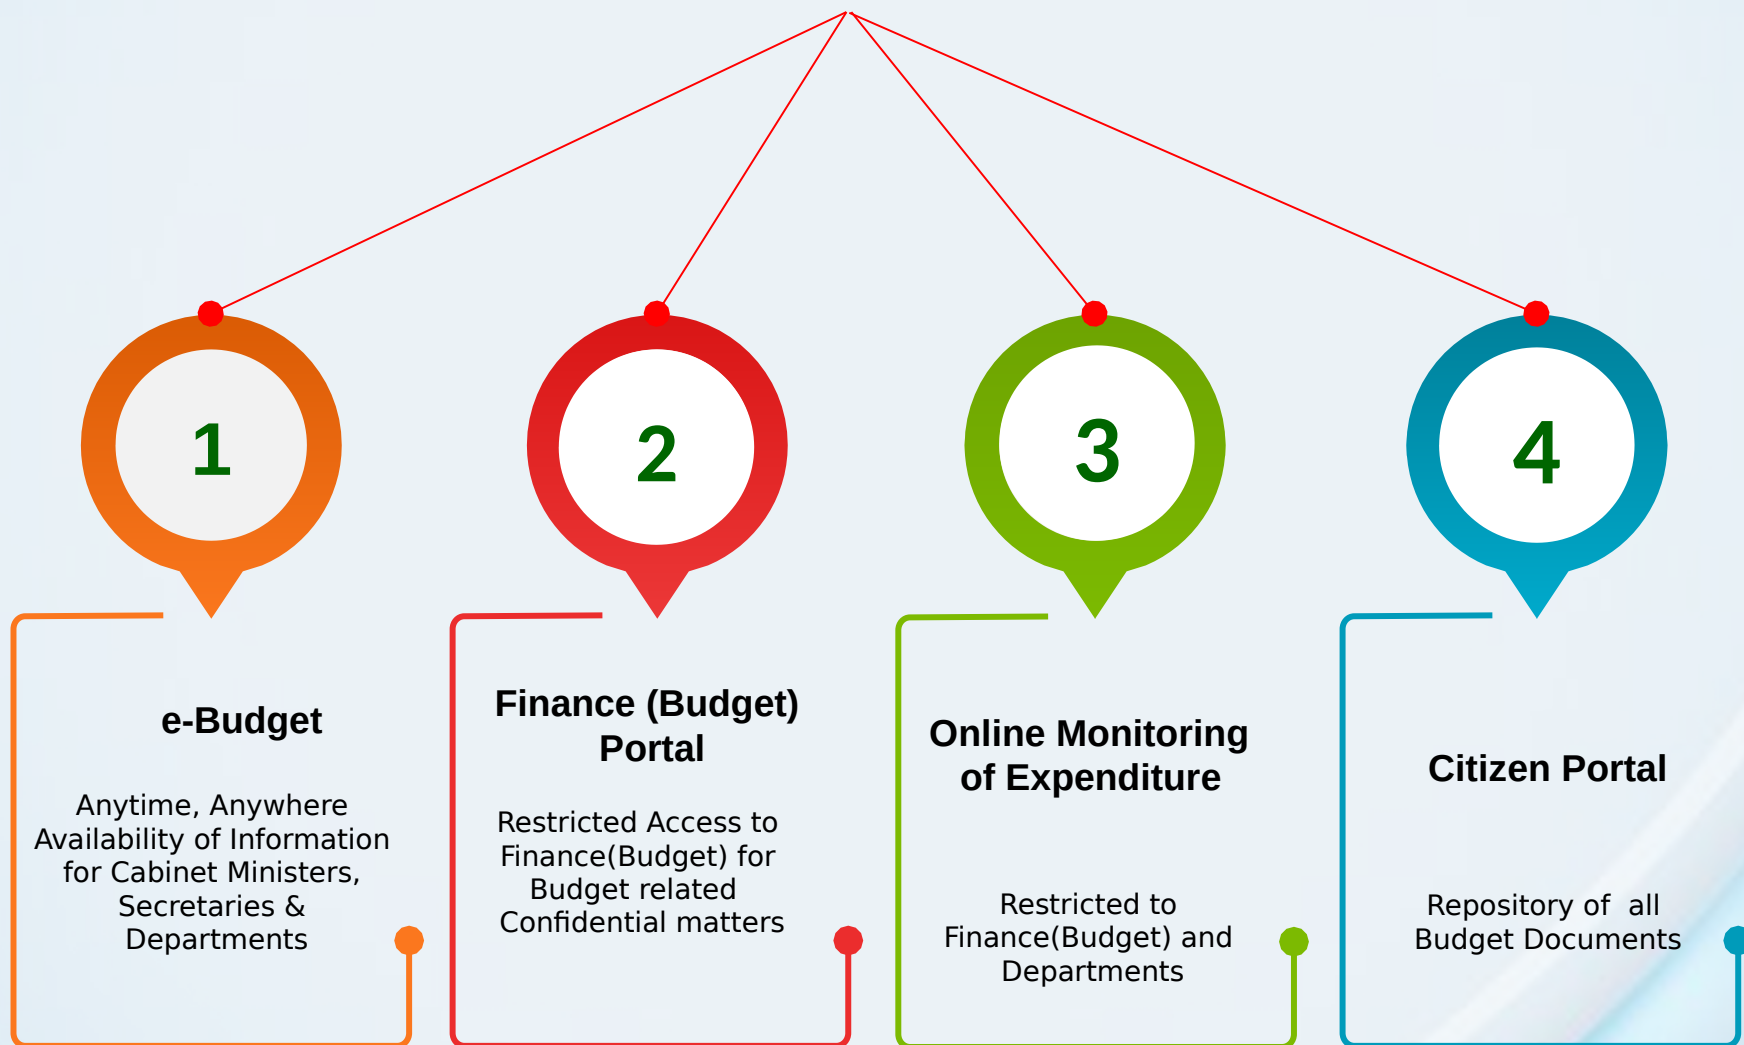 1
2
3
4
e-Budget
Anytime, Anywhere
Availability of Information
for Cabinet Ministers,
Secretaries &
Departments
Finance (Budget)
Portal
Restricted Access to
Finance(Budget) for
Budget related
Confidential matters
Online Monitoring
of Expenditure
Restricted to
Finance(Budget) and
Departments
Citizen Portal
Repository of  all
Budget Documents